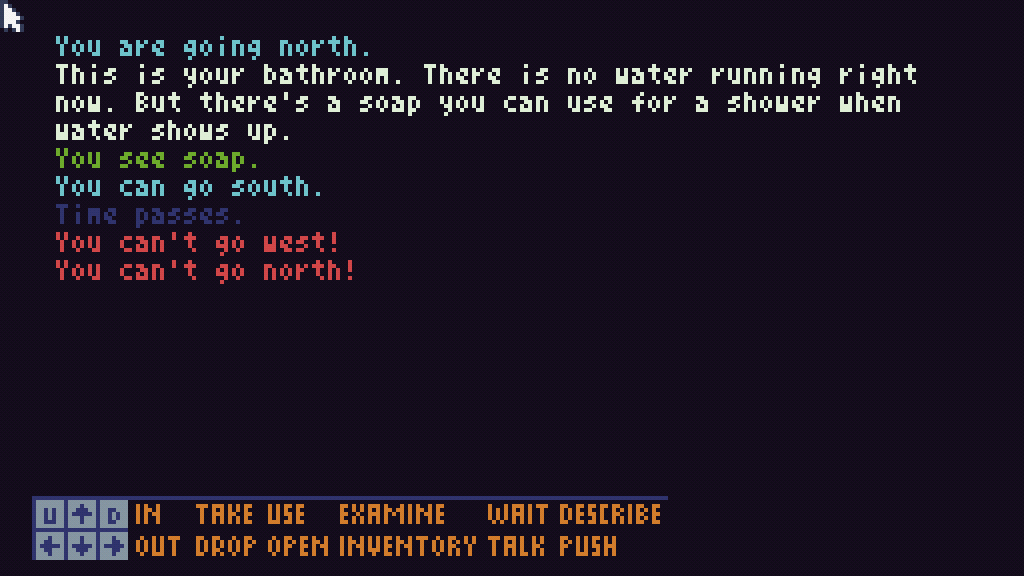 You are going north.
This is your bathroom. There is no water running right
now. But there's a soap you can use for a shower when
water shows up.
You see soap.
You can go south.
Time passes.
You can't go west!
You can't go north!
U D IN TAKE USE EXAMINE WAIT DESCRIBE
OUT DROP OPEN INVENTORY TALK PUSH